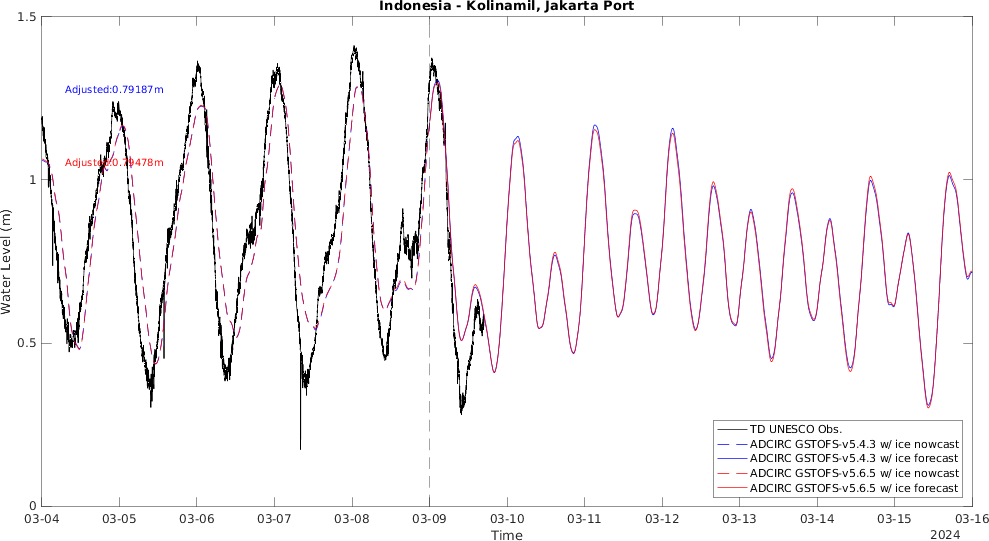 Indonesia - Kolinamil, Jakarta Port
1.5
1
0.5
0
Water Level (m)
Adjusted:0.79187m
Adjusted:0.79478m
TD UNESCO Obs.
ADCIRC GSTOFS-v5.4.3 w/ ice nowcast
ADCIRC GSTOFS-v5.4.3 w/ ice forecast
ADCIRC GSTOFS-v5.6.5 w/ ice nowcast
ADCIRC GSTOFS-v5.6.5 w/ ice forecast
03-04 03-05 03-06 03-07 03-08 03-09 03-10 03-11 03-12 03-13 03-14 03-15 03-16
Time
2024